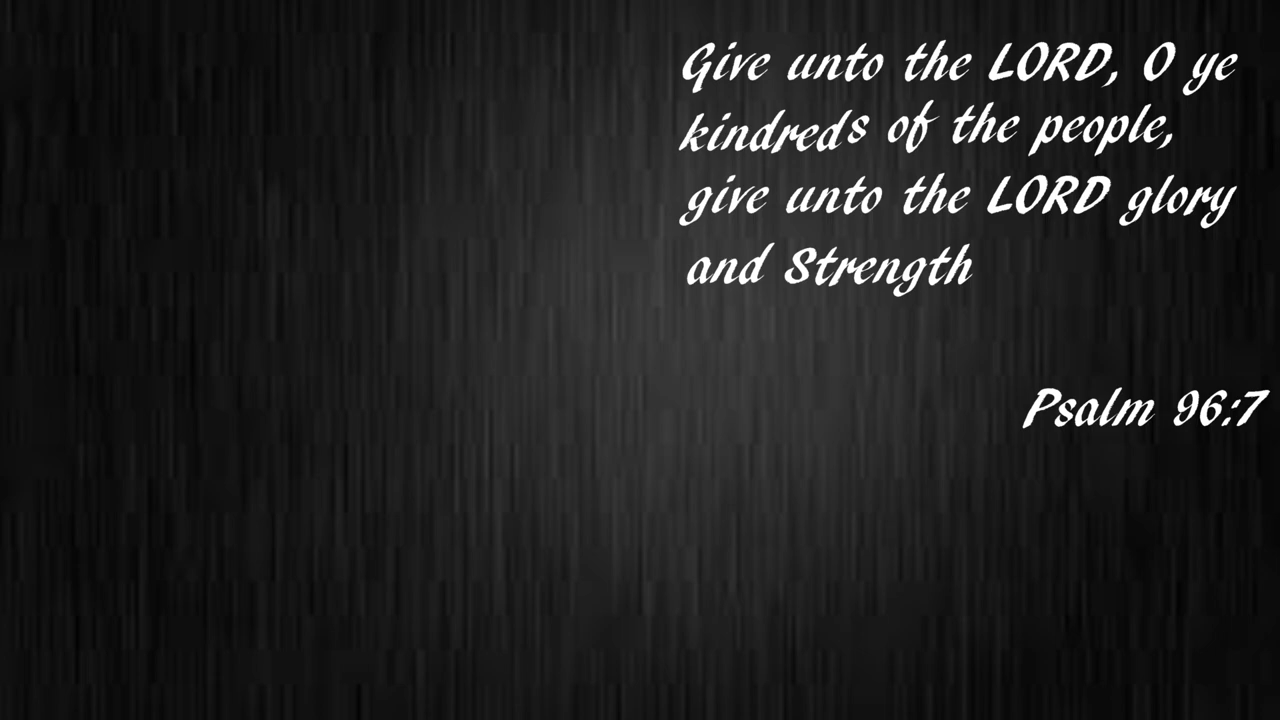 Give unto the LORD, O ye
kindreds of the people,
give unto the LORD glory
and Strength
Psalm 96:7